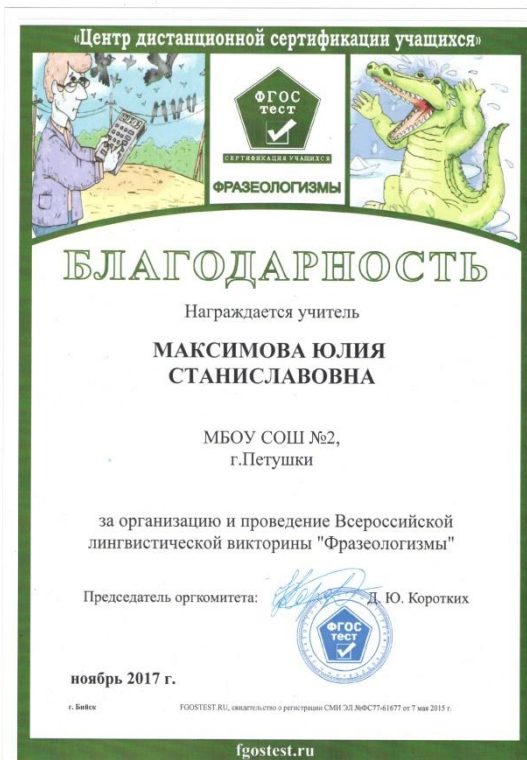 «Центр дистанционной сертификации учащихся»
ФГОС
тест
СЕРТИФИКАЦИЯ УЧАЩИХСЯ
ФРАЗЕОЛОГИЗМЫ
БЛАГОДАРНОСТЬ
Награждается учитель
МАКСИМОВА ЮЛИЯ
СТАНИСЛАВОВНА
МБОУ СОШ №2,
г.Петушки
за организацию и проведение Всероссийской
лингвистической викторины "Фразеологизмы"
Председатель оргкомитета: Д. Ю. Коротких
ФГОС
тест
ноябрь 2017 г.
г. Бийск FGOSTEST.RU, свидетельство о регистрации СМИ ЭЛ №ФС77-61677 от 7 мая 2015 г.
fgostest.ru